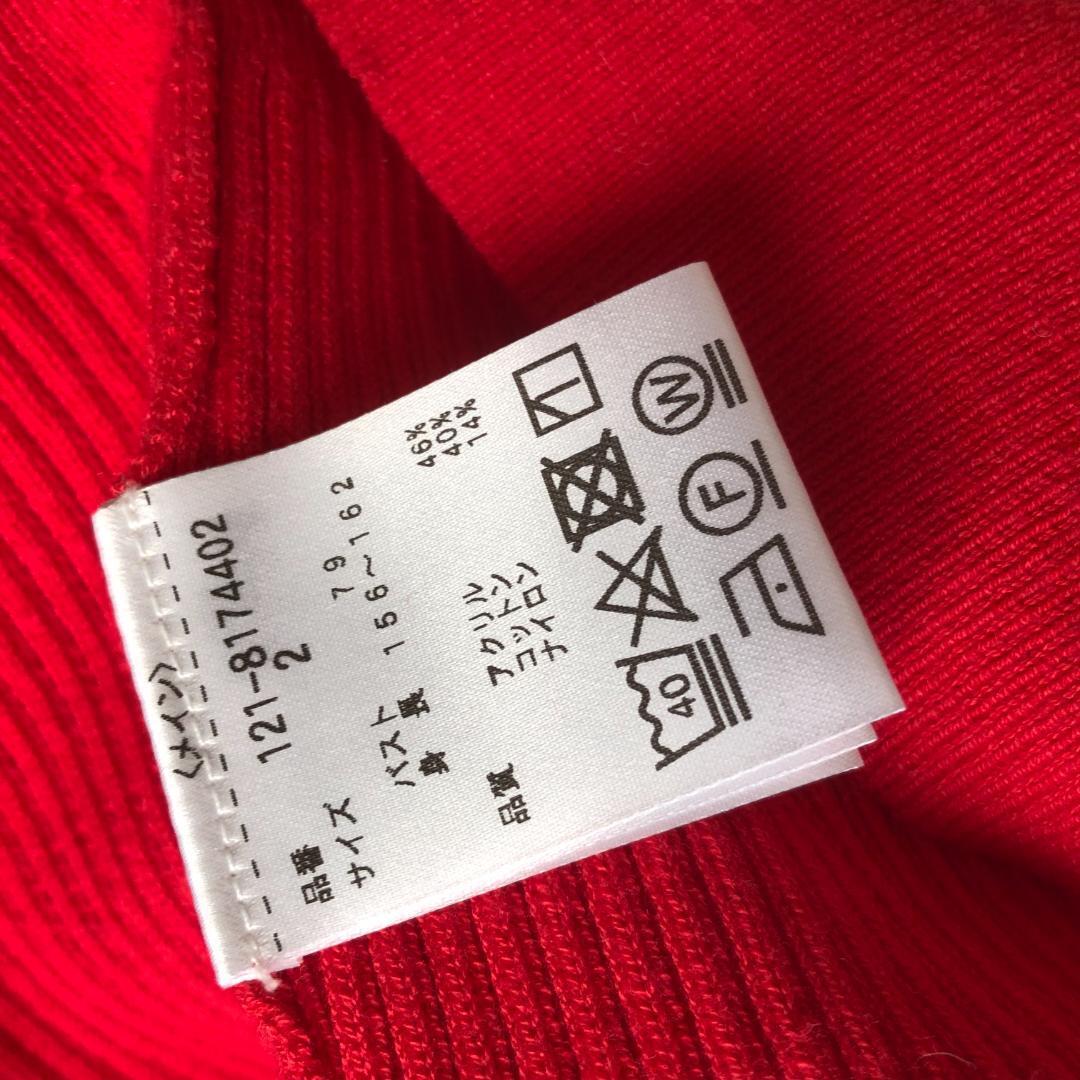 〈メイン〉
品番 121-8174402
サイズ 2
バスト 79
身長 156～162
品質 アクリル 46%
コットン 40%
ナイロン 14%
40
F
W